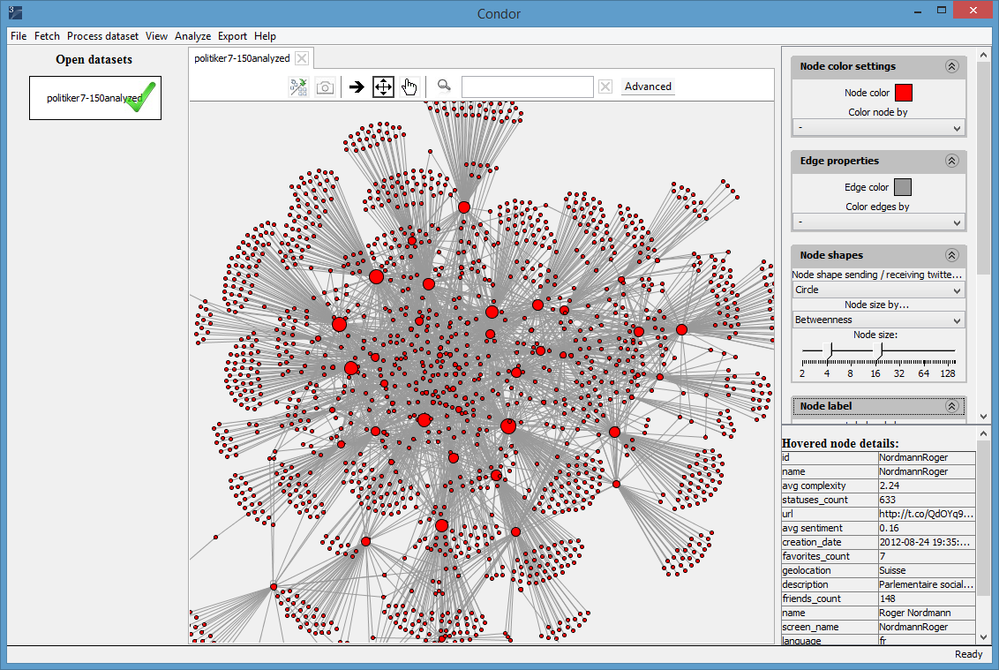 Condor
File Fetch Process dataset View Analyze Export Help
Open datasets
politiker7-150analyzed
politiker7-150analyzed
Advanced
Node color settings
Node color
Color node by
-
Edge properties
Edge color
Color edges by
-
Node shapes
Node shape sending / receiving twitte...
Circle
Node size by...
Betweenness
Node size:
2 4 8 16 32 64 128
Node label
Hovered node details:
id NordmannRoger
name NordmannRoger
avg complexity 2.24
statuses_count 633
url http://t.co/QdOYq9...
avg sentiment 0.16
creation_date 2012-08-24 19:35:...
favorites_count 7
geolocation Suisse
description Parlementaire social...
friends_count 148
name Roger Nordmann
screen_name NordmannRoger
language fr
Ready